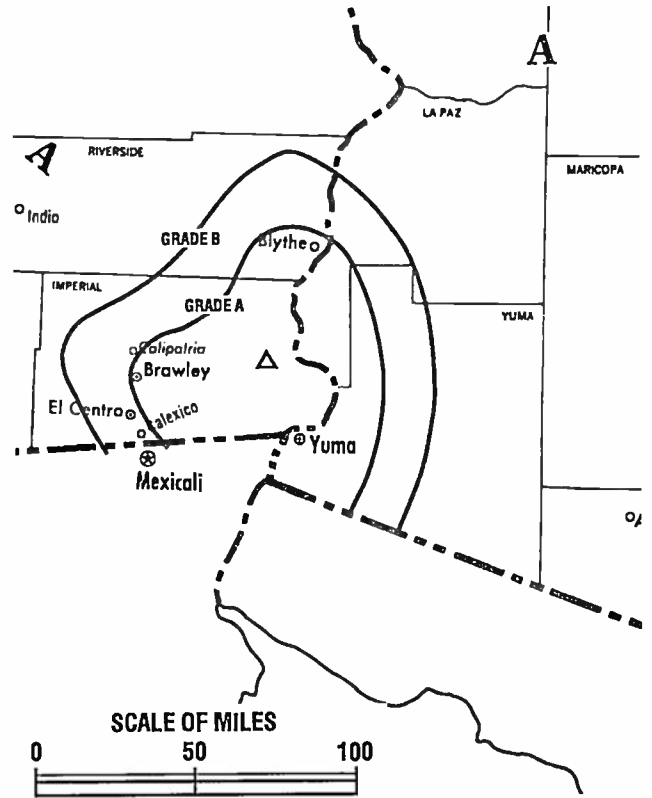 A
LA PAZ
A
RIVERSIDE
MARICOPA
Indio
GRADE B
Blythe
IMPERIAL
GRADE A
YUMA
Calipatria
Brawley
El Centro
Calexico
Yuma
Mexicali
SCALE OF MILES
0 50 100